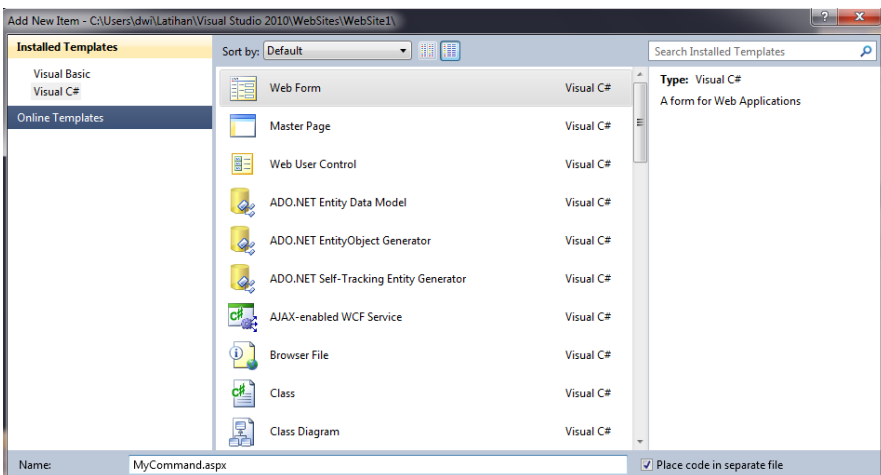 Add New Item - C:\Users\dwi\Latihan\Visual Studio 2010\WebSites\WebSite1\
Installed Templates
Visual Basic
Visual C#
Online Templates
Sort by: Default
Search Installed Templates
Web Form Visual C#
Master Page Visual C#
Web User Control Visual C#
ADO.NET Entity Data Model Visual C#
ADO.NET EntityObject Generator Visual C#
ADO.NET Self-Tracking Entity Generator Visual C#
AJAX-enabled WCF Service Visual C#
Browser File Visual C#
Class Visual C#
Class Diagram Visual C#
Type: Visual C#
A form for Web Applications
Name: MyCommand.aspx
Place code in separate file